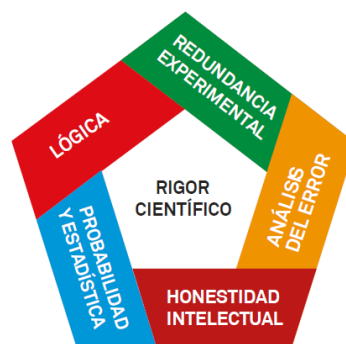 REDUNDANCIA
EXPERIMENTAL
LÓGICA
ANÁLISIS
DEL ERROR
RIGOR
CIENTÍFICO
PROBABILIDAD
Y ESTADÍSTICA
HONESTIDAD
INTELECTUAL